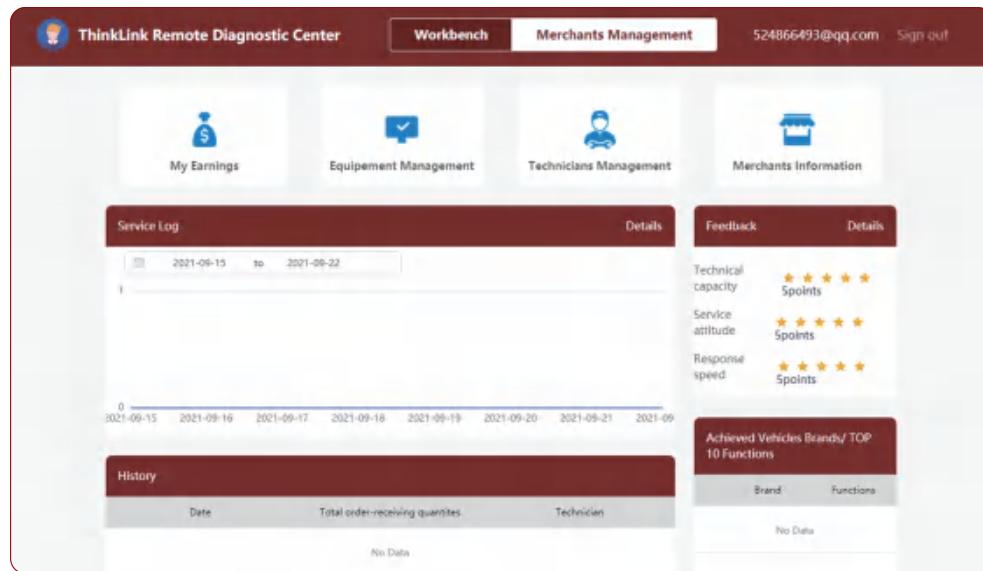 ThinkLink Remote Diagnostic Center
Workbench
Merchants Management
524866493@qq.com
Sign out
My Earnings
Equipement Management
Technicians Management
Merchants Information
Service Log
Details
2021-09-15 to 2021-09-22
1
0
2021-09-15 2021-09-16 2021-09-17 2021-09-18 2021-09-19 2021-09-20 2021-09-21 2021-09
Feedback
Details
Technical
capacity
5points
Service
attitude
5points
Response
speed
5points
History
Date Total order-receiving quantites Technician
No Data
Achieved Vehicles Brands/ TOP
10 Functions
Brand Functions
No Data